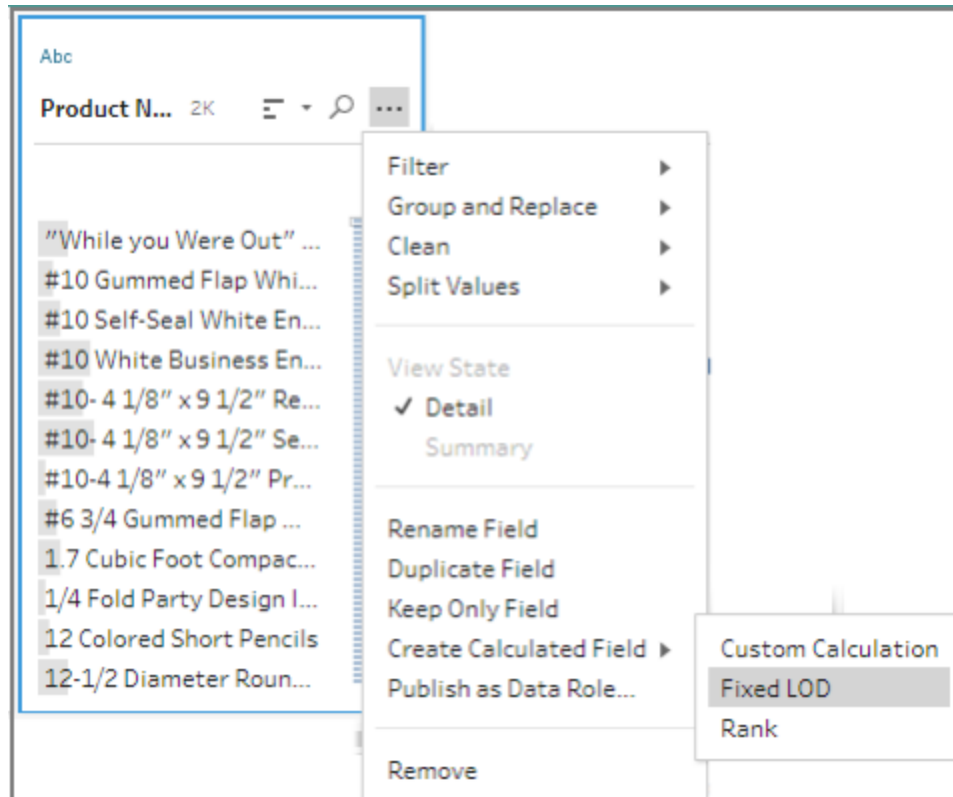 Abc
Product N... 2K
"While you Were Out" ...
#10 Gummed Flap Whi...
#10 Self-Seal White En...
#10 White Business En...
#10- 4 1/8" x 9 1/2" Re...
#10- 4 1/8" x 9 1/2" Se...
#10-4 1/8" x 9 1/2" Pr...
#6 3/4 Gummed Flap ...
1.7 Cubic Foot Compac...
1/4 Fold Party Design I...
12 Colored Short Pencils
12-1/2 Diameter Roun...
Filter
Group and Replace
Clean
Split Values
View State
Detail
Summary
Rename Field
Duplicate Field
Keep Only Field
Create Calculated Field
Publish as Data Role...
Remove
Custom Calculation
Fixed LOD
Rank